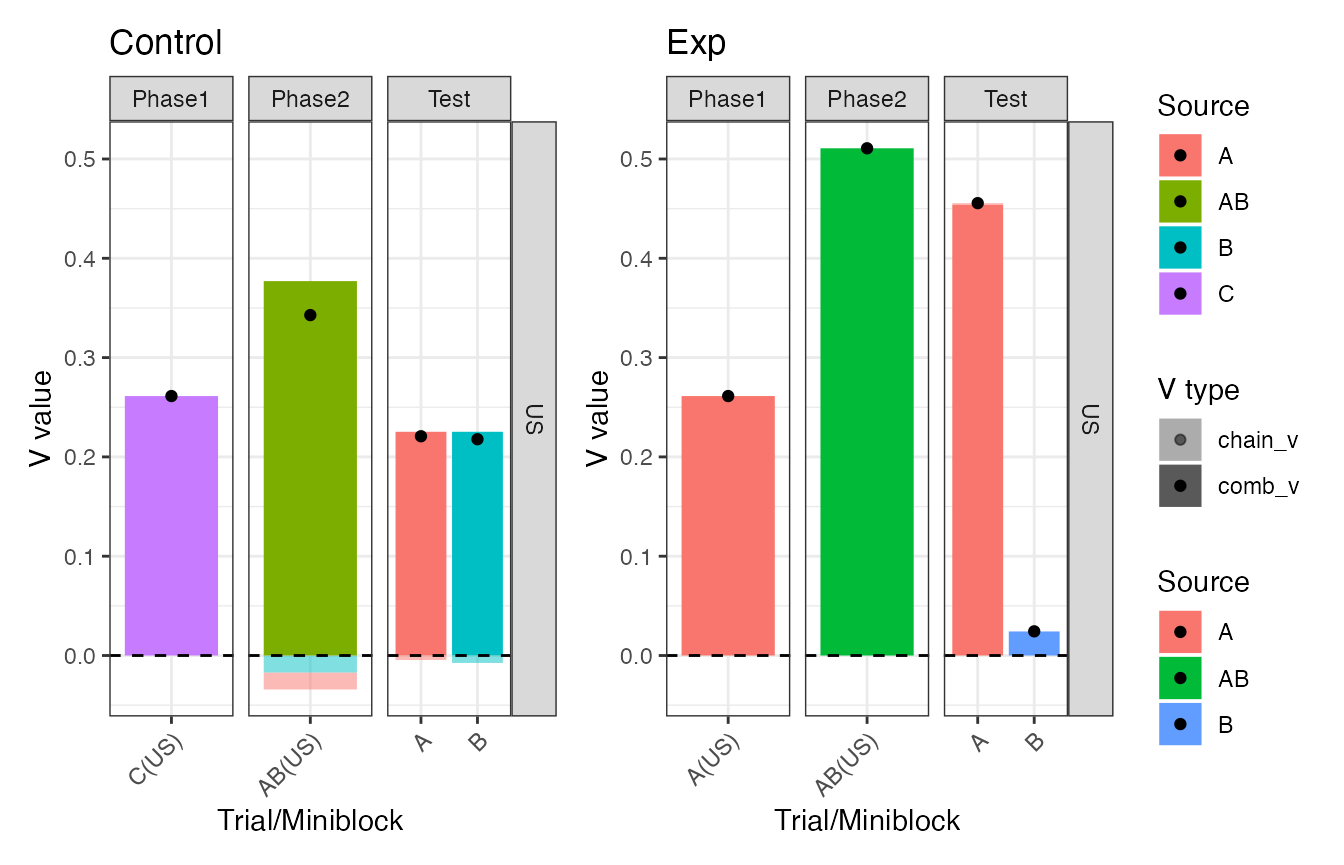 Control
Phase1
Phase2
Test
V value
0.5
0.4
0.3
0.2
0.1
0.0
US
C(US)
AB(US)
A
B
Trial/Miniblock
Exp
Phase1
Phase2
Test
V value
0.5
0.4
0.3
0.2
0.1
0.0
US
A(US)
AB(US)
A
B
Trial/Miniblock
Source
A
AB
B
C
V type
chain_v
comb_v
Source
A
AB
B